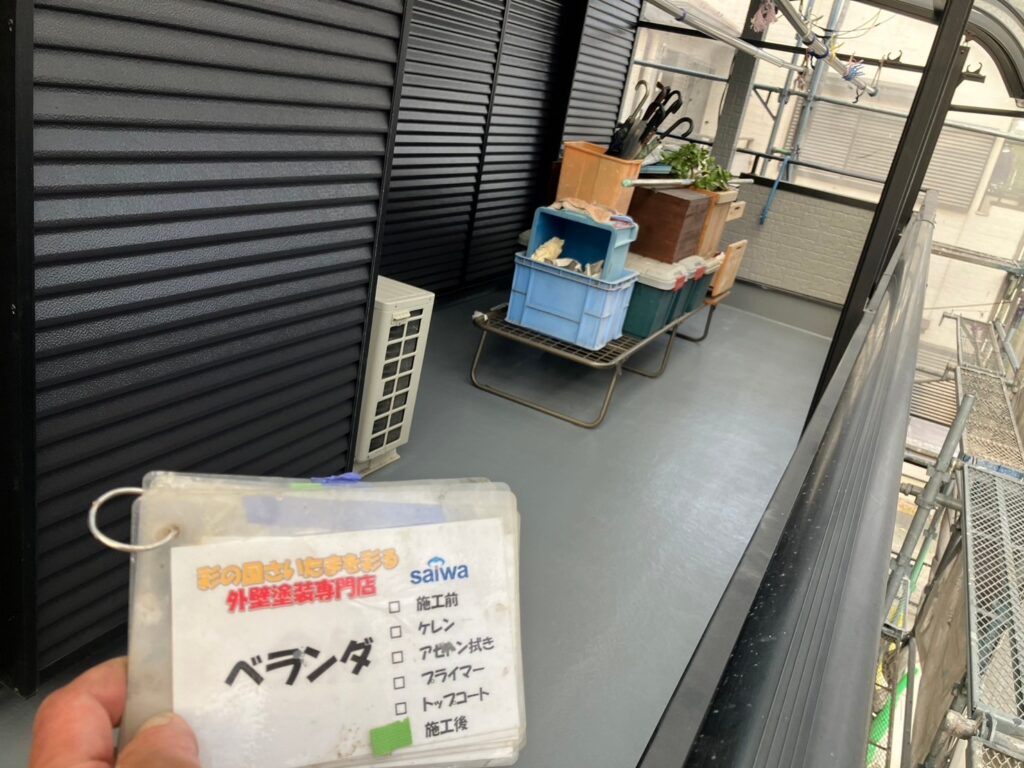 彩の国さいたまを彩る
外壁塗装専門店
saiwa
ベランダ
施工前
ケレン
アセトン拭き
プライマー
トップコート
施工後